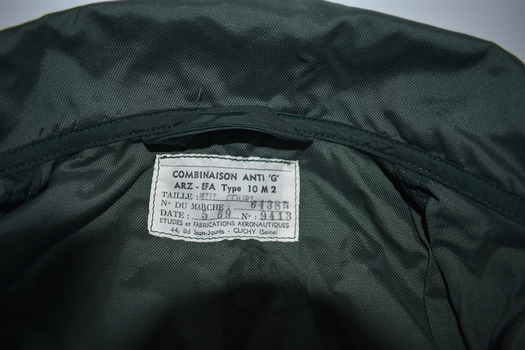 COMBINAISON ANTI 'G'
ARZ - EFA Type 10 M 2
TAILLE: PETIT COURT
N° DU MARCHE: 64385
DATE: 5 69 N°: 9413
ETUDES et FABRICATIONS AERONAUTIQUES
44, Bd Jean-Jaurès - CLICHY (Seine)